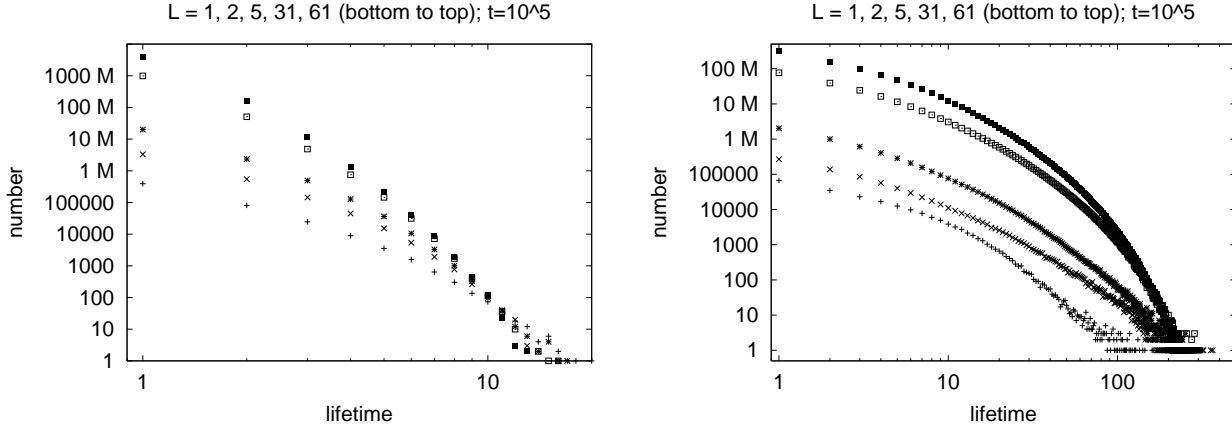 L = 1, 2, 5, 31, 61 (bottom to top); t=10^5
number
1000 M
100 M
10 M
1 M
100000
10000
1000
100
10
1
1 10
lifetime
L = 1, 2, 5, 31, 61 (bottom to top); t=10^5
number
100 M
10 M
1 M
100000
10000
1000
100
10
1
1 10 100
lifetime